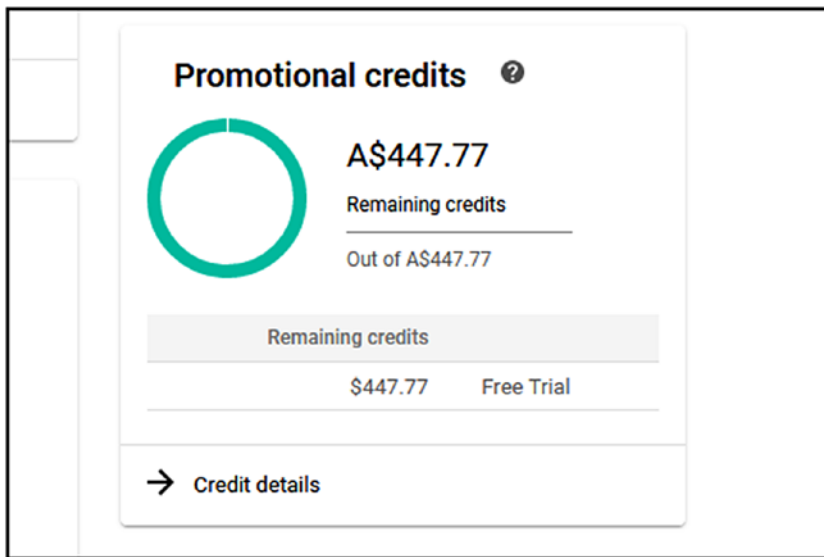 Promotional credits ?
A$447.77
Remaining credits
Out of A$447.77
Remaining credits
$447.77 Free Trial
Credit details